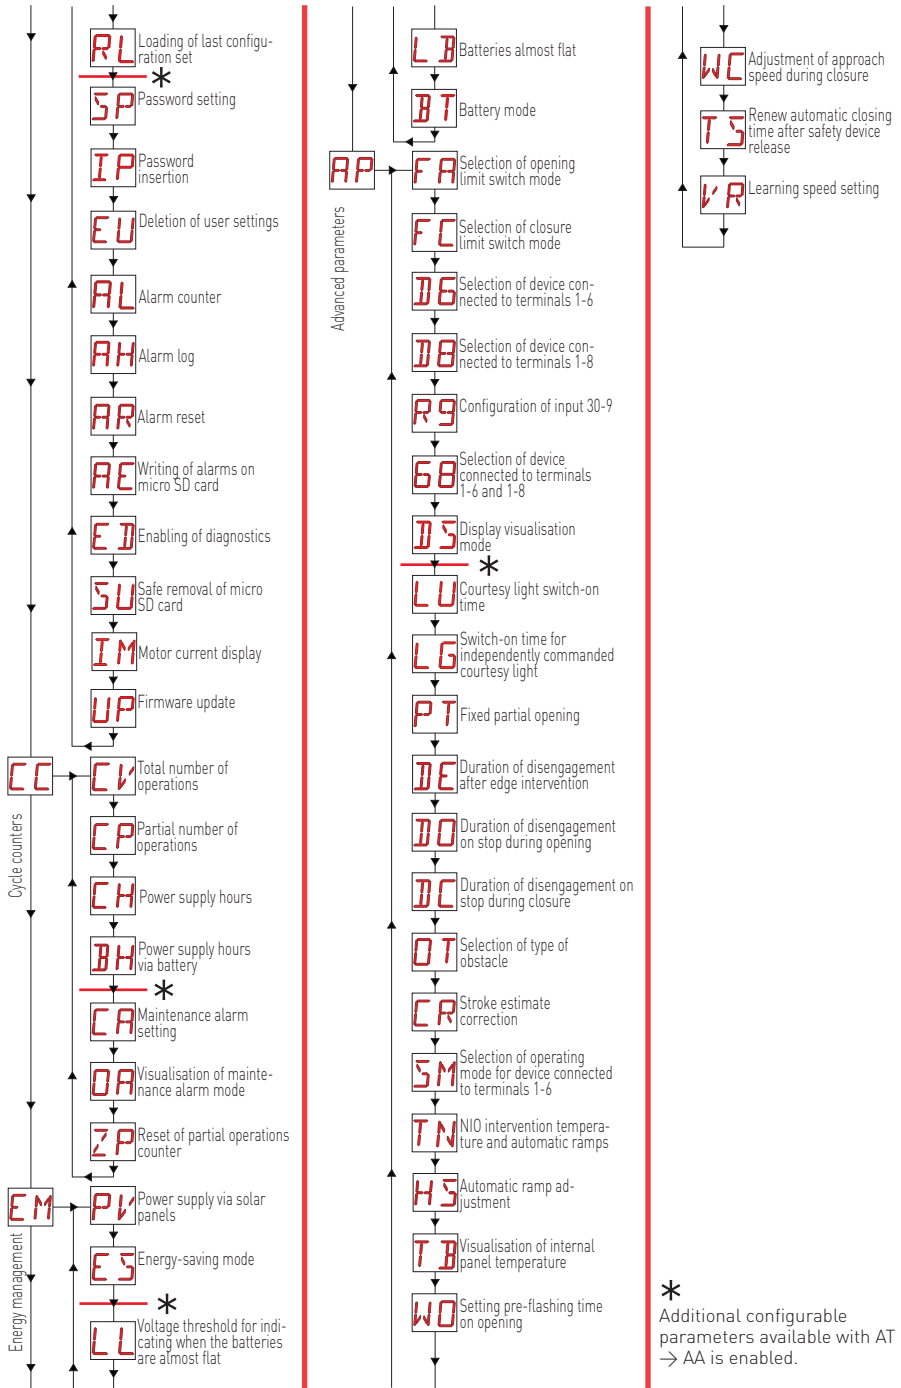 RL
Loading of last configu-
ration set
*
SP
Password setting
IP
Password
insertion
EU
Deletion of user settings
AL
Alarm counter
AH
Alarm log
AR
Alarm reset
AE
Writing of alarms on
micro SD card
ED
Enabling of diagnostics
SU
Safe removal of micro
SD card
IM
Motor current display
UP
Firmware update
CC
Cycle counters
CV
Total number of
operations
CP
Partial number of
operations
CH
Power supply hours
BH
Power supply hours
via battery
*
CA
Maintenance alarm
setting
OA
Visualisation of mainte-
nance alarm mode
ZP
Reset of partial operations
counter
EM
Energy management
PV
Power supply via solar
panels
ES
Energy-saving mode
*
LL
Voltage threshold for indi-
cating when the batteries
are almost flat
LB
Batteries almost flat
BT
Battery mode
AP
Advanced parameters
FA
Selection of opening
limit switch mode
FC
Selection of closure
limit switch mode
D6
Selection of device con-
nected to terminals 1-6
D8
Selection of device con-
nected to terminals 1-8
R9
Configuration of input 30-9
68
Selection of device
connected to terminals
1-6 and 1-8
DS
Display visualisation
mode
*
LU
Courtesy light switch-on
time
LG
Switch-on time for
independently commanded
courtesy light
PT
Fixed partial opening
DE
Duration of disengagement
after edge intervention
DO
Duration of disengagement
on stop during opening
DC
Duration of disengagement on
stop during closure
OT
Selection of type of
obstacle
CR
Stroke estimate
correction
SM
Selection of operating
mode for device connected
to terminals 1-6
TN
NIO intervention tempera-
ture and automatic ramps
HS
Automatic ramp ad-
justment
TB
Visualisation of internal
panel temperature
WO
Setting pre-flashing time
on opening
WC
Adjustment of approach
speed during closure
TS
Renew automatic closing
time after safety device
release
VR
Learning speed setting
*
Additional configurable
parameters available with AT
→ AA is enabled.